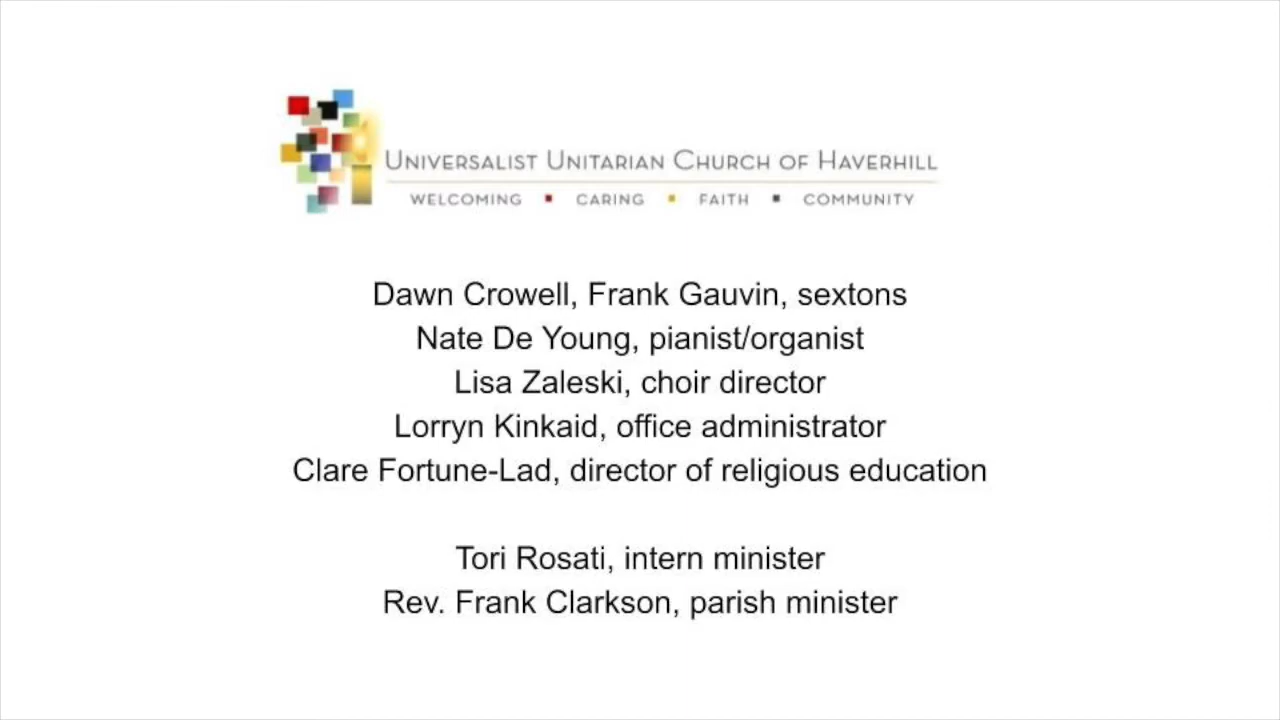 UNIVERSALIST UNITARIAN CHURCH OF HAVERHILL
WELCOMING ▪ CARING ▪ FAITH ▪ COMMUNITY
Dawn Crowell, Frank Gauvin, sextons
Nate De Young, pianist/organist
Lisa Zaleski, choir director
Lorryn Kinkaid, office administrator
Clare Fortune-Lad, director of religious education
Tori Rosati, intern minister
Rev. Frank Clarkson, parish minister